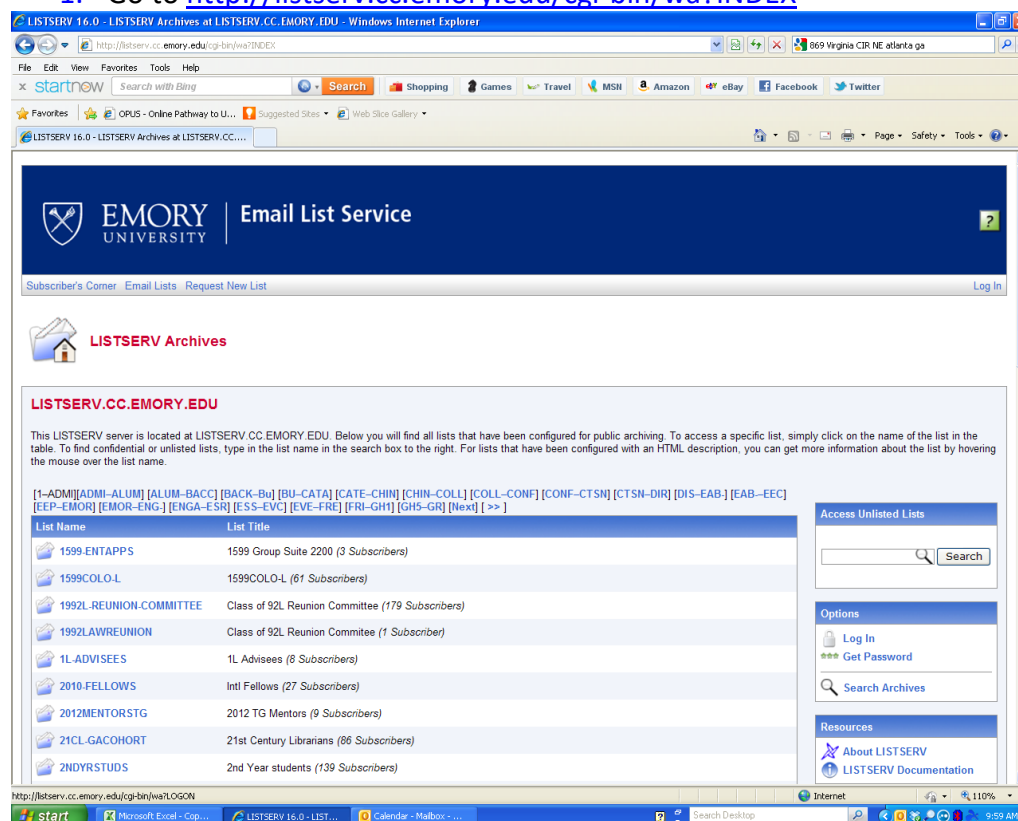 1. Go to http://listserv.cc.emory.edu/cgi-bin/wa?INDEX
LISTSERV 16.0 - LISTSERV Archives at LISTSERV.CC.EMORY.EDU - Windows Internet Explorer
http://listserv.cc.emory.edu/cgi-bin/wa?INDEX
869 Virginia CIR NE atlanta ga
File Edit View Favorites Tools Help
x startnow Search with Bing Search Shopping Games Travel MSN Amazon eBay Facebook Twitter
Favorites OPUS - Online Pathway to U... Suggested Sites Web Slice Gallery
LISTSERV 16.0 - LISTSERV Archives at LISTSERV.CC.... Page Safety Tools
EMORY UNIVERSITY Email List Service
Subscriber's Corner Email Lists Request New List Log In
LISTSERV Archives
LISTSERV.CC.EMORY.EDU
This LISTSERV server is located at LISTSERV.CC.EMORY.EDU. Below you will find all lists that have been configured for public archiving. To access a specific list, simply click on the name of the list in the
table. To find confidential or unlisted lists, type in the list name in the search box to the right. For lists that have been configured with an HTML description, you can get more information about the list by hovering
the mouse over the list name.
[1–ADMI][ADMI–ALUM] [ALUM–BACC] [BACK–Bu] [BU–CATA] [CATE–CHIN] [CHIN–COLL] [COLL–CONF] [CONF–CTSN] [CTSN–DIR] [DIS–EAB-] [EAB-–EEC]
[EEP–EMOR] [EMOR–ENG-] [ENGA–ESR] [ESS–EVC] [EVE–FRE] [FRI–GH1] [GH5–GR] [Next] [ >> ]
List Name List Title
1599-ENTAPPS 1599 Group Suite 2200 (3 Subscribers)
1599COLO-L 1599COLO-L (61 Subscribers)
1992L-REUNION-COMMITTEE Class of 92L Reunion Committee (179 Subscribers)
1992LAWREUNION Class of 92L Reunion Commitee (1 Subscriber)
1L-ADVISEES 1L Advisees (8 Subscribers)
2010-FELLOWS Intl Fellows (27 Subscribers)
2012MENTORSTG 2012 TG Mentors (9 Subscribers)
21CL-GACOHORT 21st Century Librarians (86 Subscribers)
2NDYRSTUDS 2nd Year students (139 Subscribers)
Access Unlisted Lists
Search
Options
Log In
Get Password
Search Archives
Resources
About LISTSERV
LISTSERV Documentation
http://listserv.cc.emory.edu/cgi-bin/wa?LOGON Internet 110%
start Microsoft Excel - Cop... LISTSERV 16.0 - LIST... Calendar - Mailbox - ... Search Desktop 9:59 AM